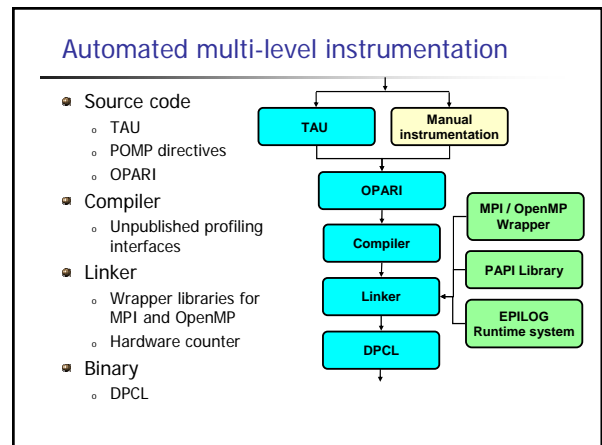 Automated multi-level instrumentation
Source code
TAU
POMP directives
OPARI
Compiler
Unpublished profiling
interfaces
Linker
Wrapper libraries for
MPI and OpenMP
Hardware counter
Binary
DPCL
TAU
Manual
instrumentation
OPARI
Compiler
Linker
DPCL
MPI / OpenMP
Wrapper
PAPI Library
EPILOG
Runtime system